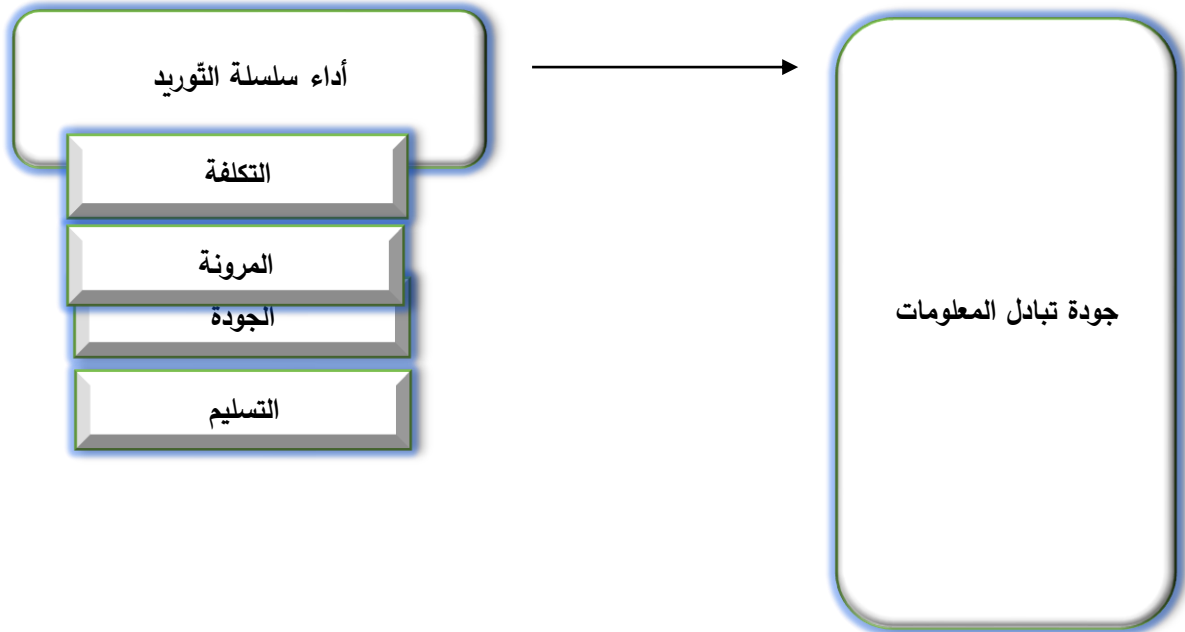 أداء سلسلة التّوريد
التكلفة
المرونة
الجودة
التسليم
جودة تبادل المعلومات